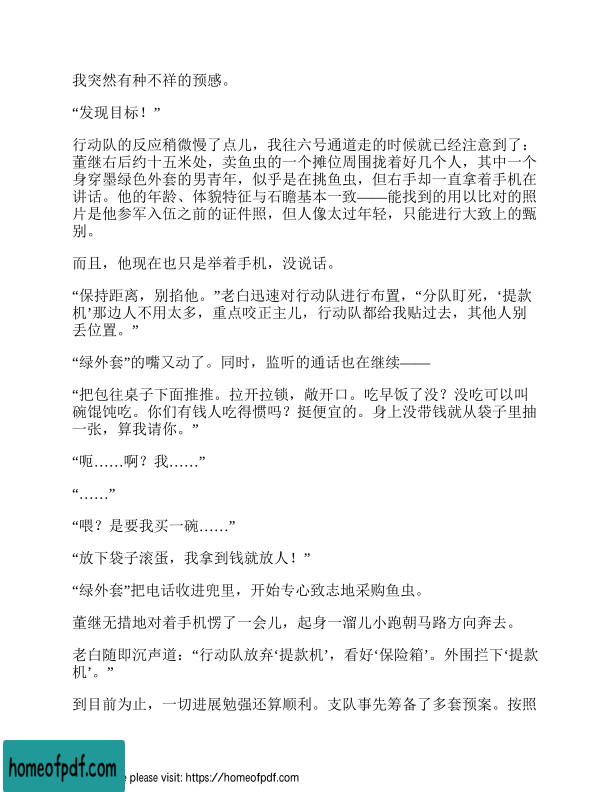 我突然有种不祥的预感。
“发现目标！”
行动队的反应稍微慢了点儿，我往六号通道走的时候就已经注意到了：
董继右后约十五米处，卖鱼虫的一个摊位周围拢着好几个人，其中一个
身穿墨绿色外套的男青年，似乎是在挑鱼虫，但右手却一直拿着手机在
讲话。他的年龄、体貌特征与石瞻基本一致——能找到的用以比对的照
片是他参军入伍之前的证件照，但人像太过年轻，只能进行大致上的甄
别。
而且，他现在也只是举着手机，没说话。
“保持距离，别掐他。”老白迅速对行动队进行布置，“分队盯死，‘提款
机’那边人不用太多，重点咬正主儿，行动队都给我贴过去，其他人别
丢位置。”
“绿外套”的嘴又动了。同时，监听的通话也在继续——
“把包往桌子下面推推。拉开拉锁，敞开口。吃早饭了没？没吃可以叫
碗馄饨吃。你们有钱人吃得惯吗？挺便宜的。身上没带钱就从袋子里抽
一张，算我请你。”
“呃……啊？我……”
“……”
“喂？是要我买一碗……”
“放下袋子滚蛋，我拿到钱就放人！”
“绿外套”把电话收进兜里，开始专心致志地采购鱼虫。
董继无措地对着手机愣了一会儿，起身一溜儿小跑朝马路方向奔去。
老白随即沉声道：“行动队放弃‘提款机’，看好‘保险箱’。外围拦下‘提款
机’。”
到目前为止，一切进展勉强还算顺利。支队事先筹备了多套预案。按照
homeofpdf.com
e please visit: https://homeofpdf.com